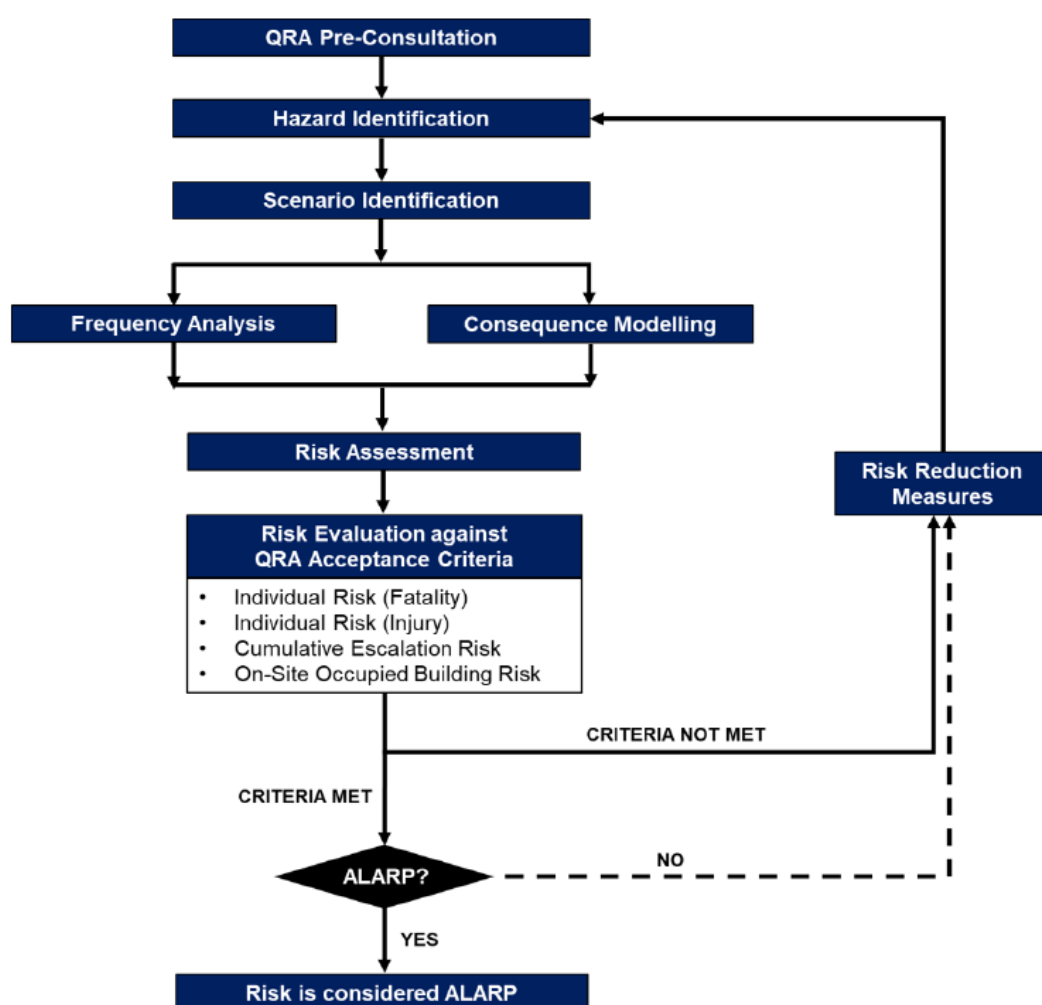 QRA Pre-Consultation
Hazard Identification
Scenario Identification
Frequency Analysis
Consequence Modelling
Risk Assessment
Risk Reduction
Measures
Risk Evaluation against
QRA Acceptance Criteria
• Individual Risk (Fatality)
• Individual Risk (Injury)
• Cumulative Escalation Risk
• On-Site Occupied Building Risk
CRITERIA NOT MET
CRITERIA MET
NO
ALARP?
YES
Risk is considered ALARP